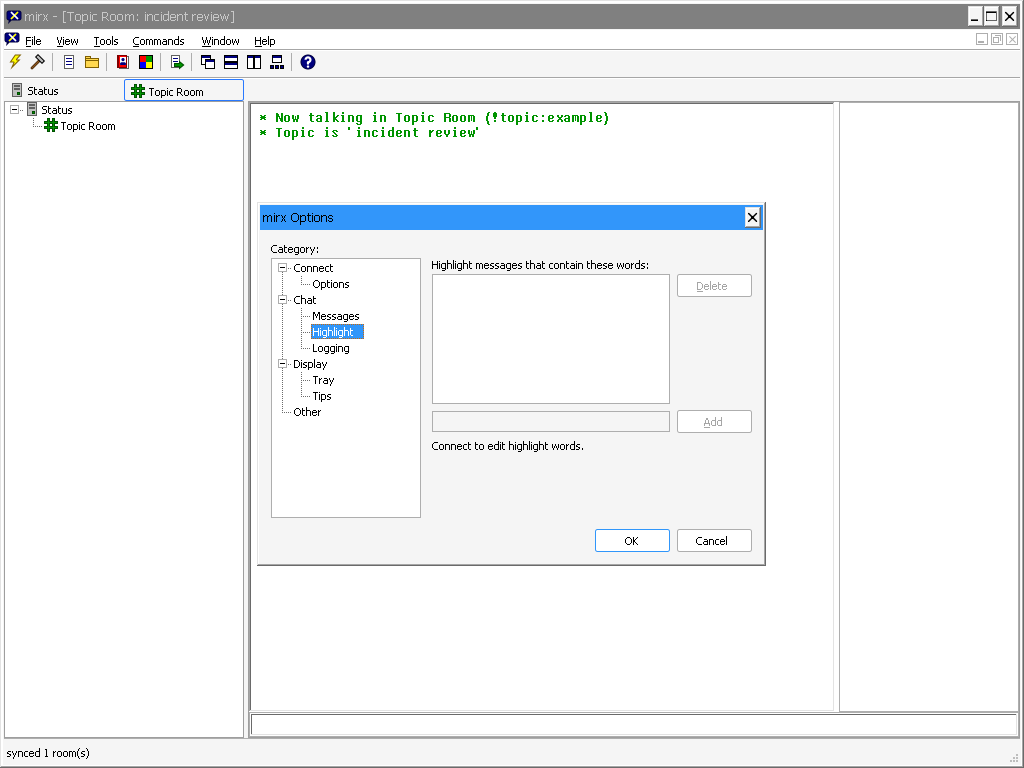 mirx - [Topic Room: incident review]
File View Tools Commands Window Help
Status Topic Room
Status
Topic Room
* Now talking in Topic Room (!topic:example)
* Topic is 'incident review'
mirx Options
Category:
Connect
Options
Chat
Messages
Highlight
Logging
Display
Tray
Tips
Other
Highlight messages that contain these words:
Delete
Add
Connect to edit highlight words.
OK Cancel
synced 1 room(s)